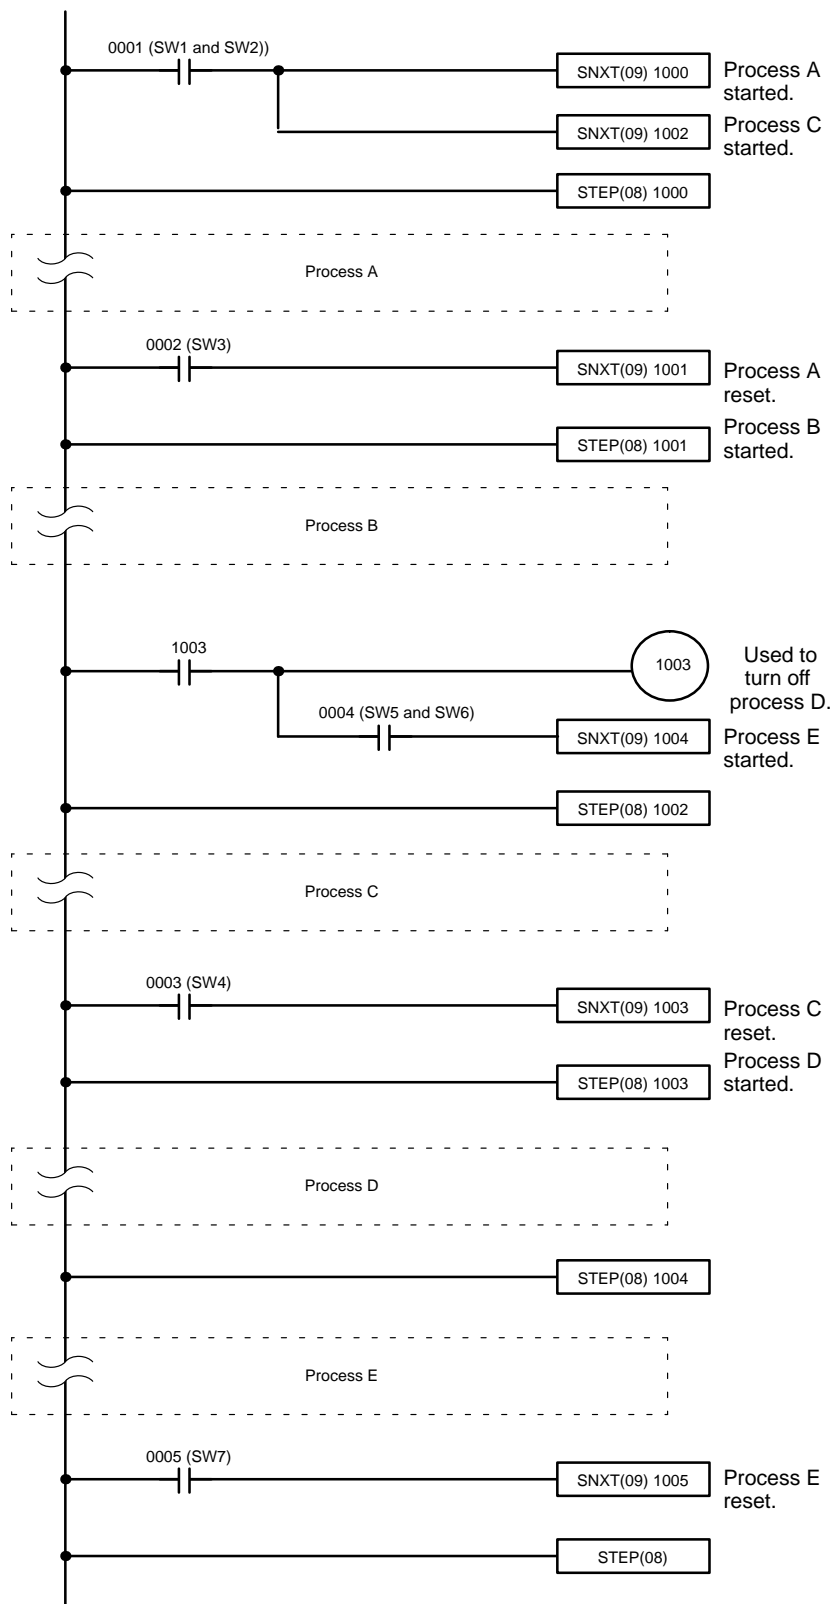 0001 (SW1 and SW2))
SNXT(09) 1000
Process A
started.
SNXT(09) 1002
Process C
started.
STEP(08) 1000
Process A
0002 (SW3)
SNXT(09) 1001
Process A
reset.
STEP(08) 1001
Process B
started.
Process B
1003
1003
Used to
turn off
process D.
0004 (SW5 and SW6)
SNXT(09) 1004
Process E
started.
STEP(08) 1002
Process C
0003 (SW4)
SNXT(09) 1003
Process C
reset.
STEP(08) 1003
Process D
started.
Process D
STEP(08) 1004
Process E
0005 (SW7)
SNXT(09) 1005
Process E
reset.
STEP(08)